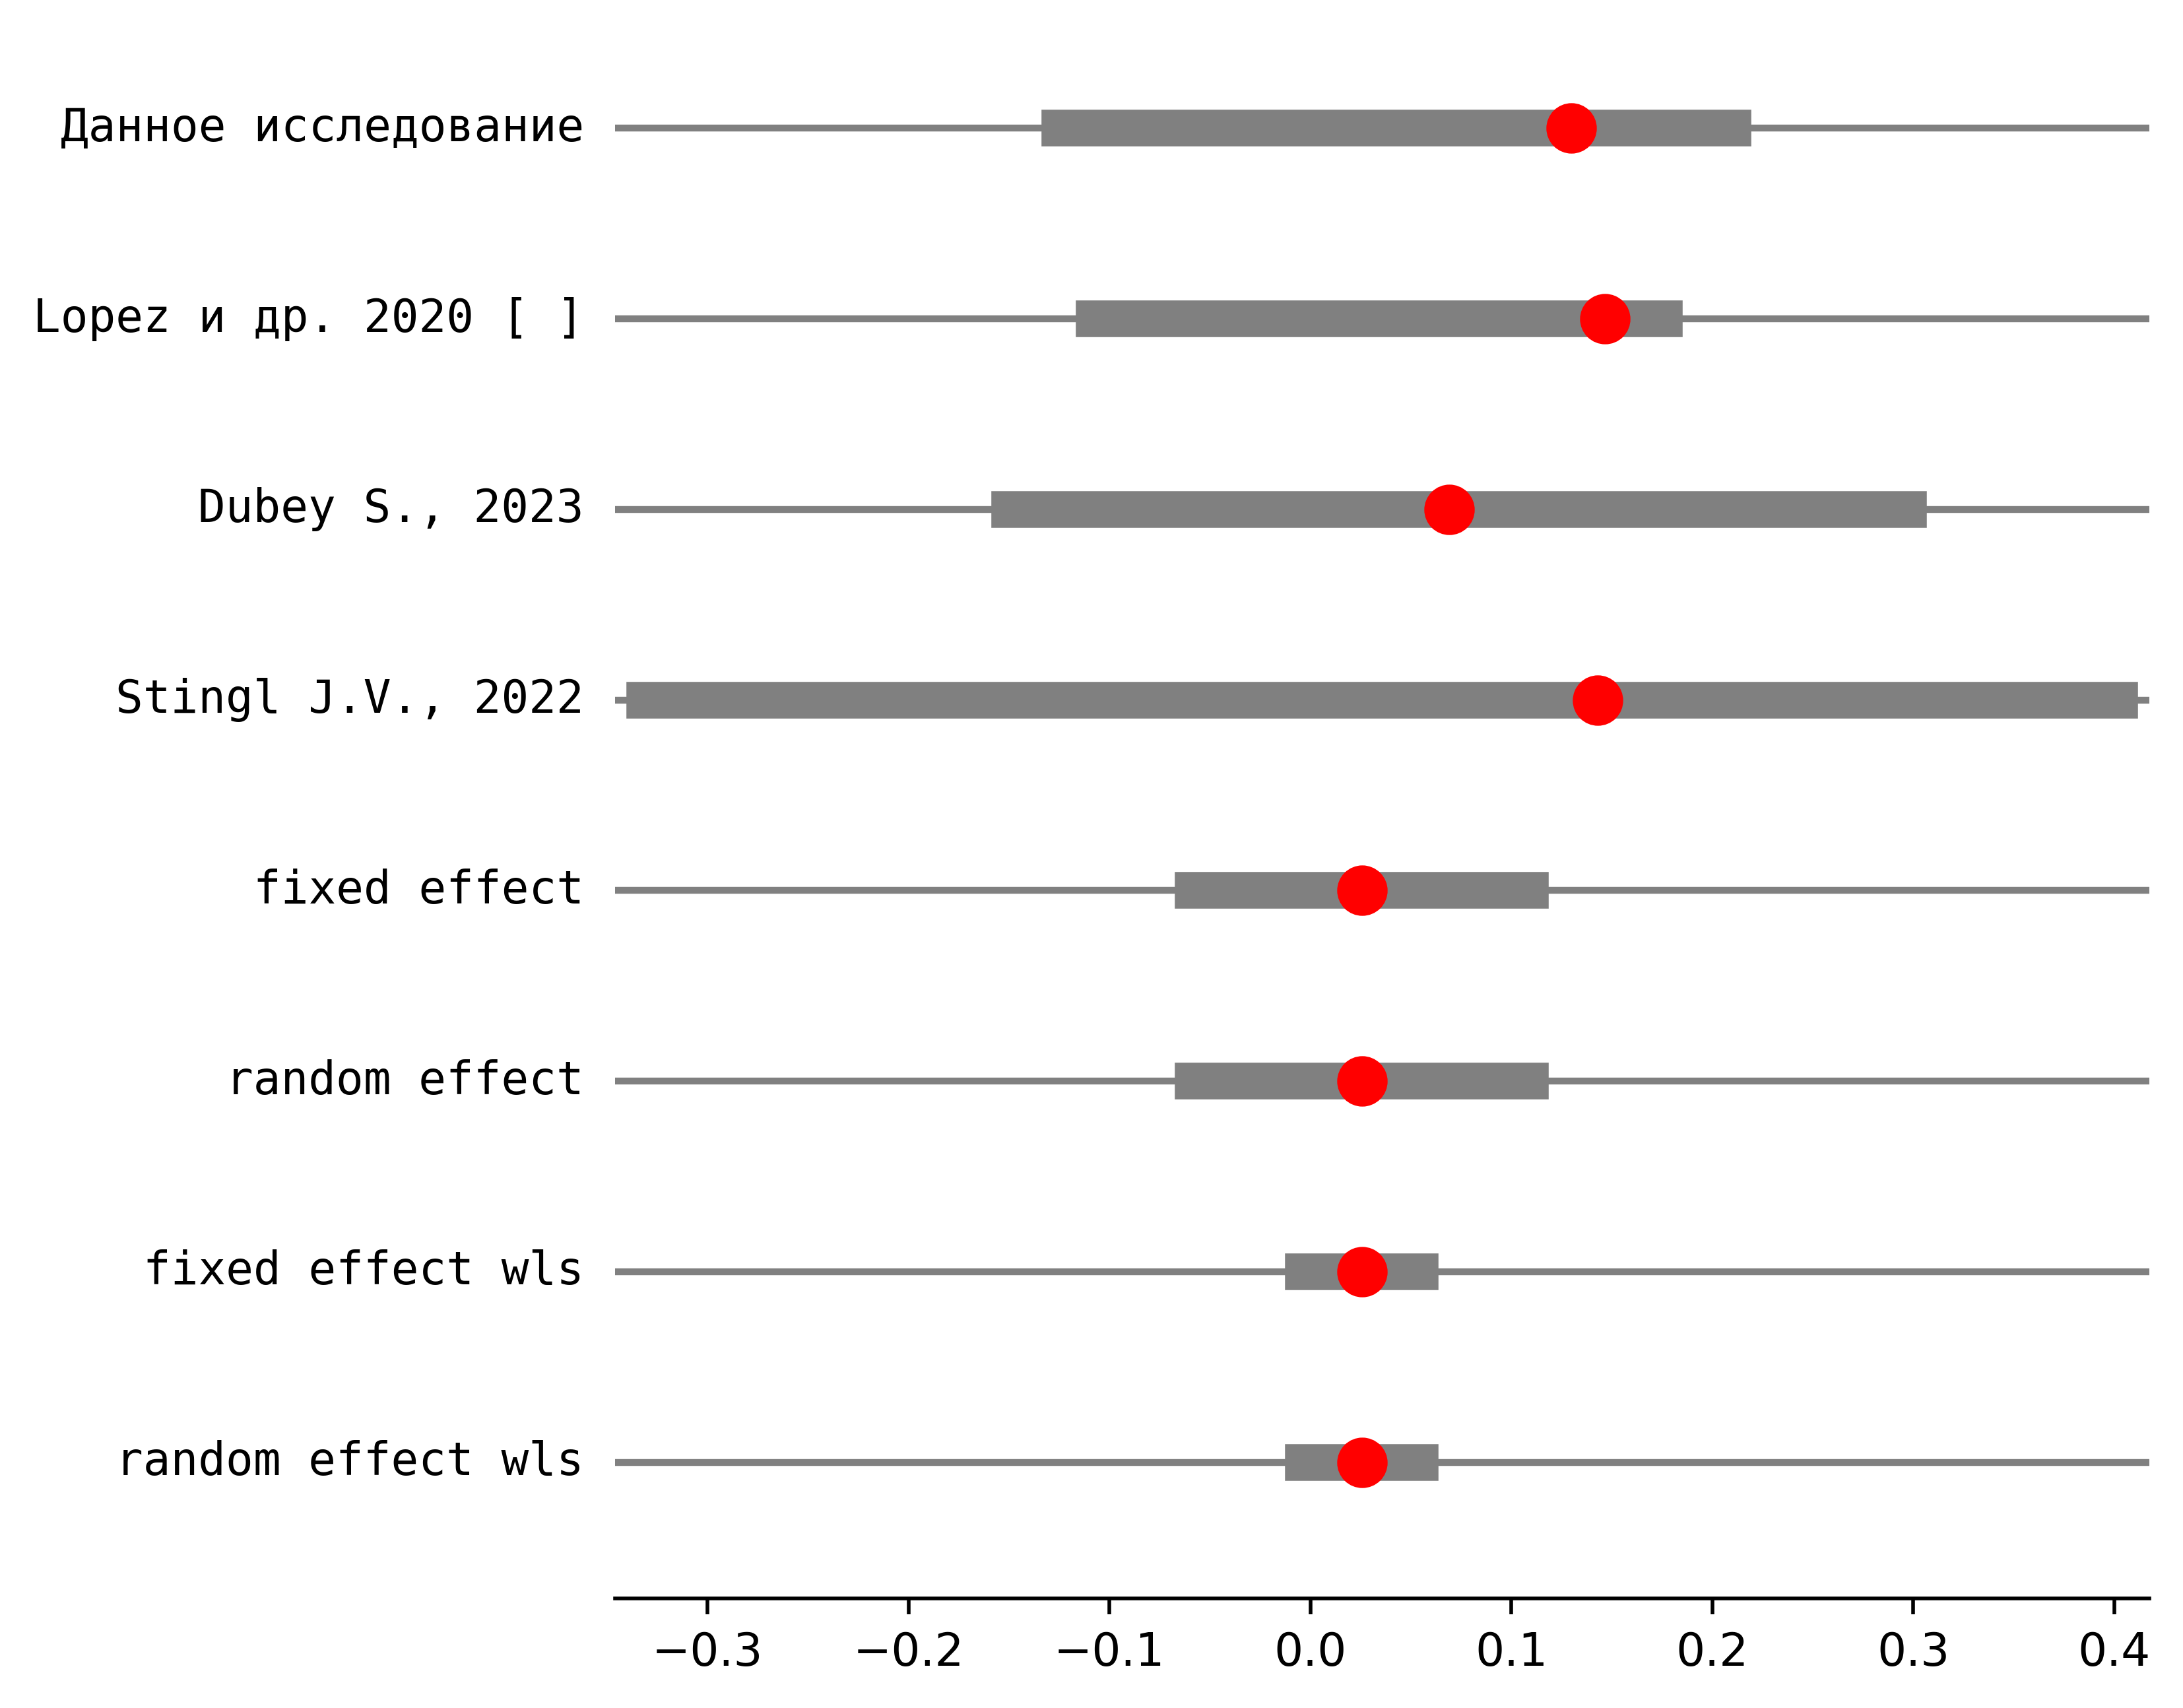 Данное исследование
Lopez и др. 2020 [ ]
Dubey S., 2023
Stingl J.V., 2022
fixed effect
random effect
fixed effect wls
random effect wls
−0.3 −0.2 −0.1 0.0 0.1 0.2 0.3 0.4